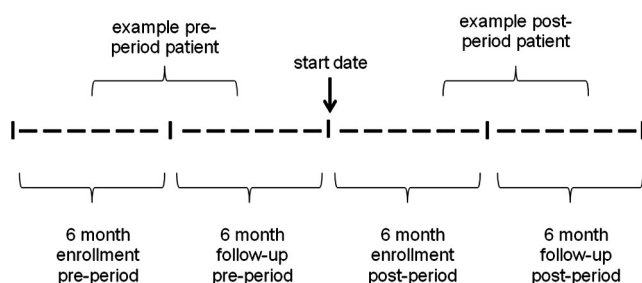 example pre-
period patient
example post-
period patient
start date
6 month
enrollment
pre-period
6 month
follow-up
pre-period
6 month
enrollment
post-period
6 month
follow-up
post-period